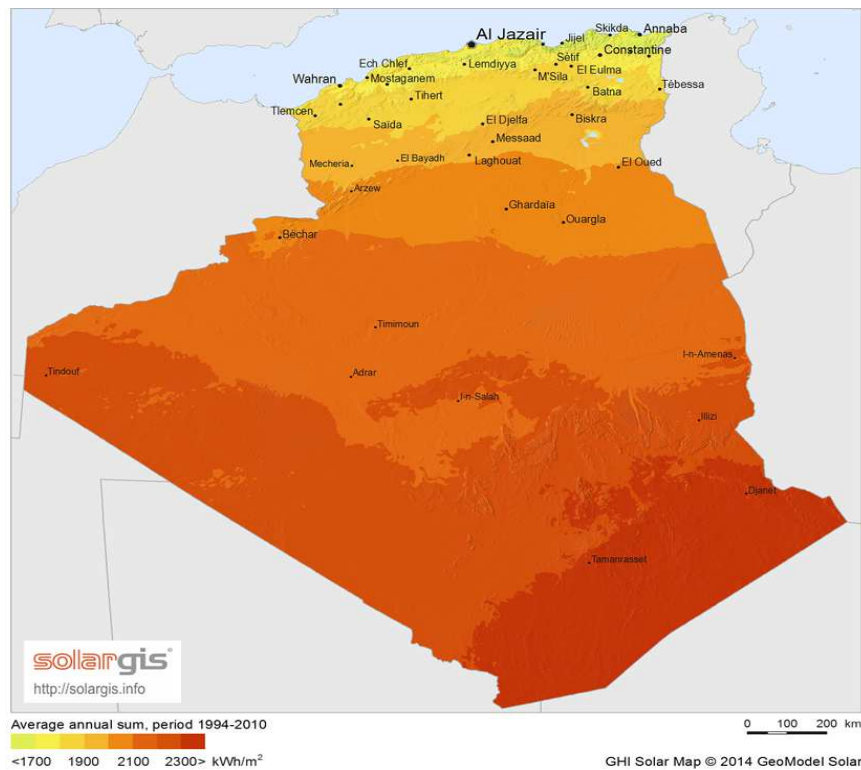 Al Jazair
Skikda
Annaba
Jijel
Constantine
Sétif
Ech Chlef
Lemdiyya
El Eulma
M'Sila
Wahran
Mostaganem
Batna
Tébessa
Tihert
Tlemcen
Saïda
El Djelfa
Biskra
Messaad
Mecheria
El Bayadh
Laghouat
El Oued
Arzew
Ghardaïa
Ouargla
Béchar
Timimoun
I-n-Amenas
Tindouf
Adrar
I-n-Salah
Illizi
Djanet
Tamanrasset
solargis
http://solargis.info
Average annual sum, period 1994-2010
0 100 200 km
<1700 1900 2100 2300> kWh/m²
GHI Solar Map © 2014 GeoModel Solar